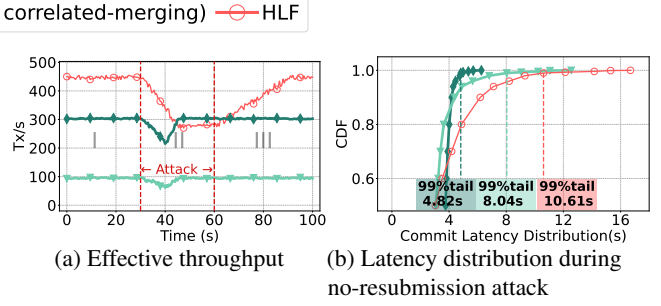 correlated-merging) HLF
500
400
300
200
100
0
Tx/s
I II III
← Attack →
0 20 40 60 80 100
Time (s)
(a) Effective throughput
1.0
0.8
0.6
CDF
99%tail 99%tail 99%tail
4.82s 8.04s 10.61s
0 4 8 12 16
Commit Latency Distribution(s)
(b) Latency distribution during
no-resubmission attack